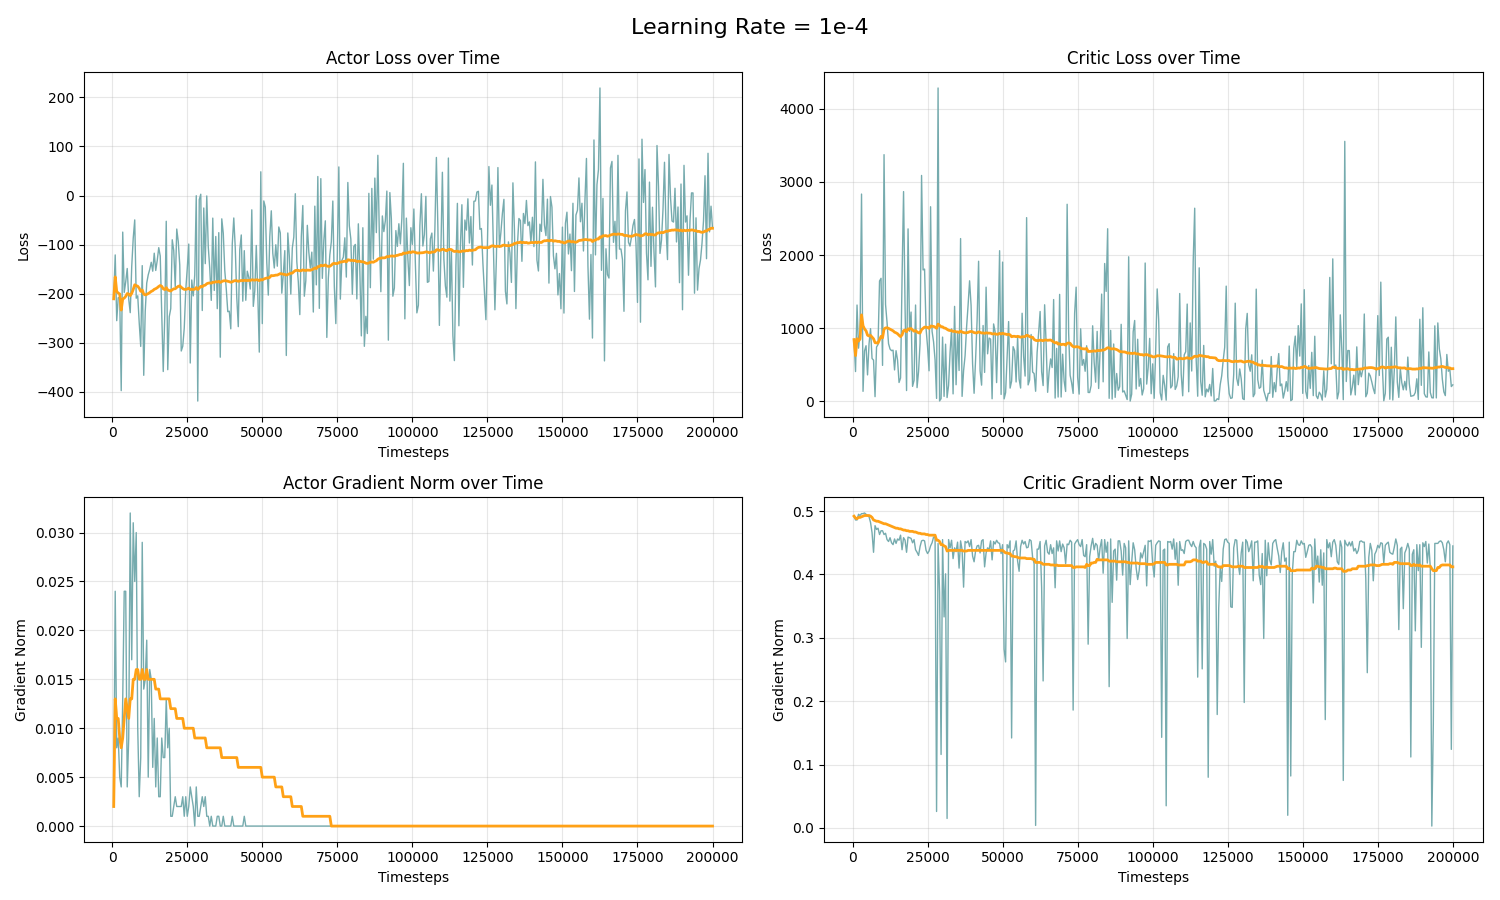 Learning Rate = 1e-4
Actor Loss over Time
Loss
200
100
0
−100
−200
−300
−400
0 25000 50000 75000 100000 125000 150000 175000 200000
Timesteps
Critic Loss over Time
Loss
4000
3000
2000
1000
0
0 25000 50000 75000 100000 125000 150000 175000 200000
Timesteps
Actor Gradient Norm over Time
Gradient Norm
0.030
0.025
0.020
0.015
0.010
0.005
0.000
0 25000 50000 75000 100000 125000 150000 175000 200000
Timesteps
Critic Gradient Norm over Time
Gradient Norm
0.5
0.4
0.3
0.2
0.1
0.0
0 25000 50000 75000 100000 125000 150000 175000 200000
Timesteps